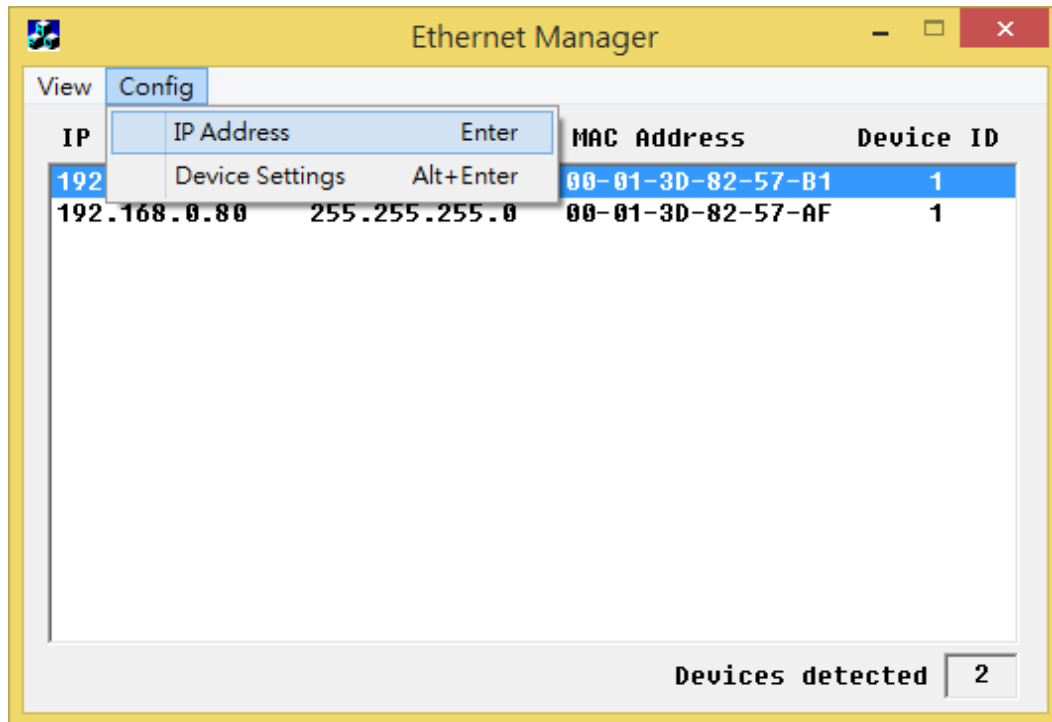 Ethernet Manager
View Config
IP MAC Address Device ID
IP Address Enter
Device Settings Alt+Enter
192 00-01-3D-82-57-B1 1
192.168.0.80 255.255.255.0 00-01-3D-82-57-AF 1
Devices detected 2